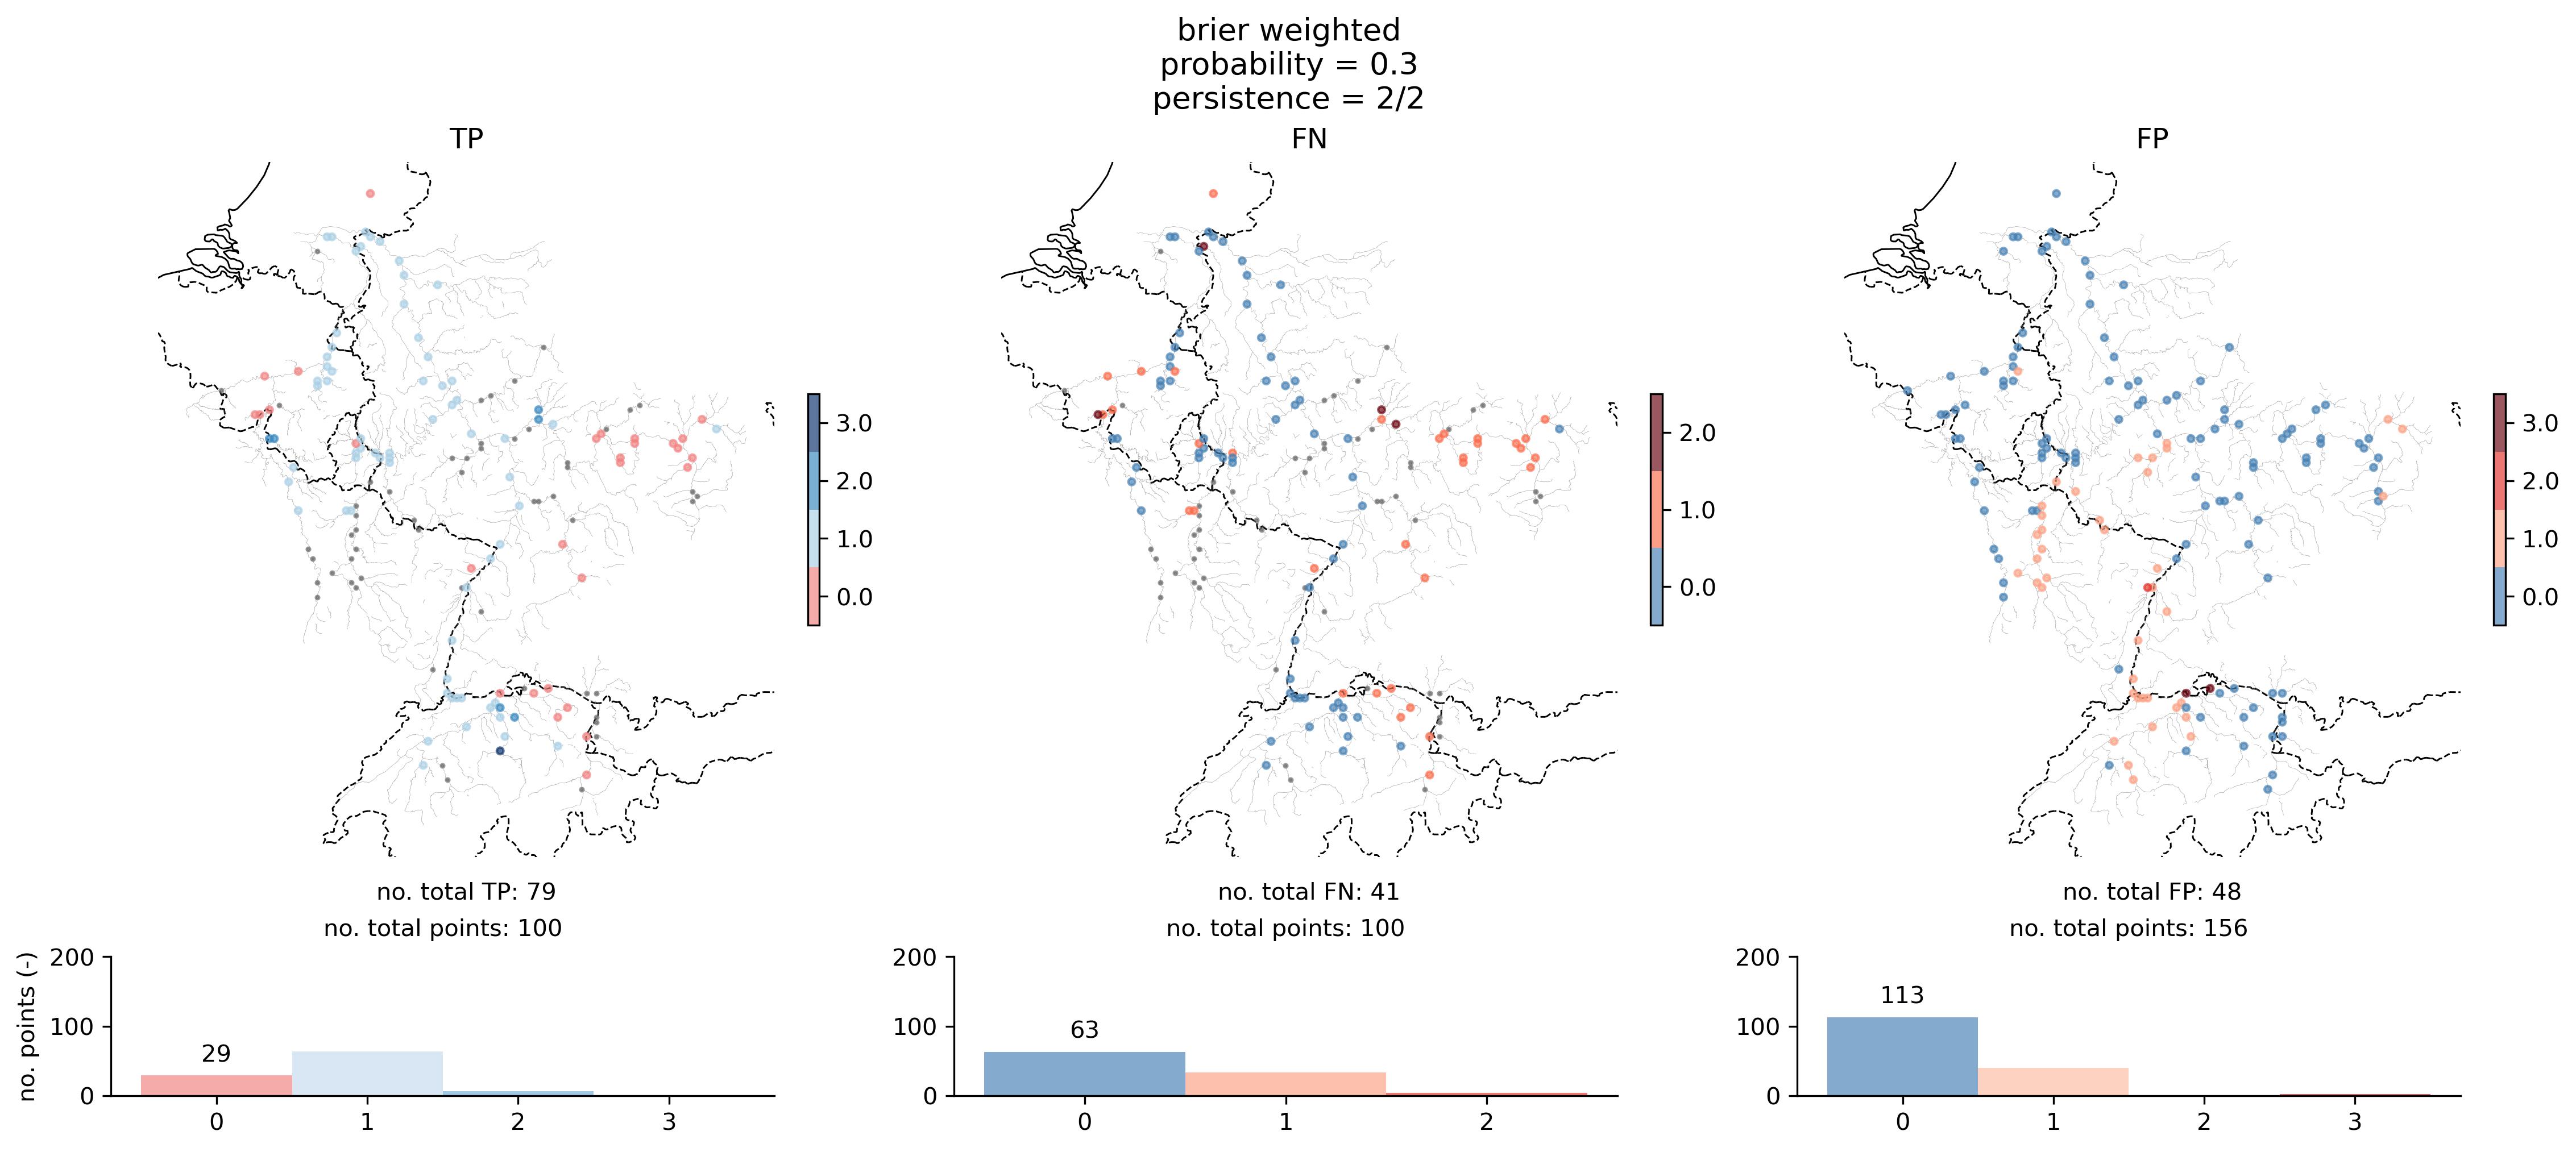 brier weighted
probability = 0.3
persistence = 2/2
TP
FN
FP
3.0
2.0
1.0
0.0
2.0
1.0
0.0
3.0
2.0
1.0
0.0
no. total TP: 79
no. total points: 100
no. total FN: 41
no. total points: 100
no. total FP: 48
no. total points: 156
no. points (-)
200
100
0
29
0 1 2 3
200
100
0
63
0 1 2
200
100
0
113
0 1 2 3